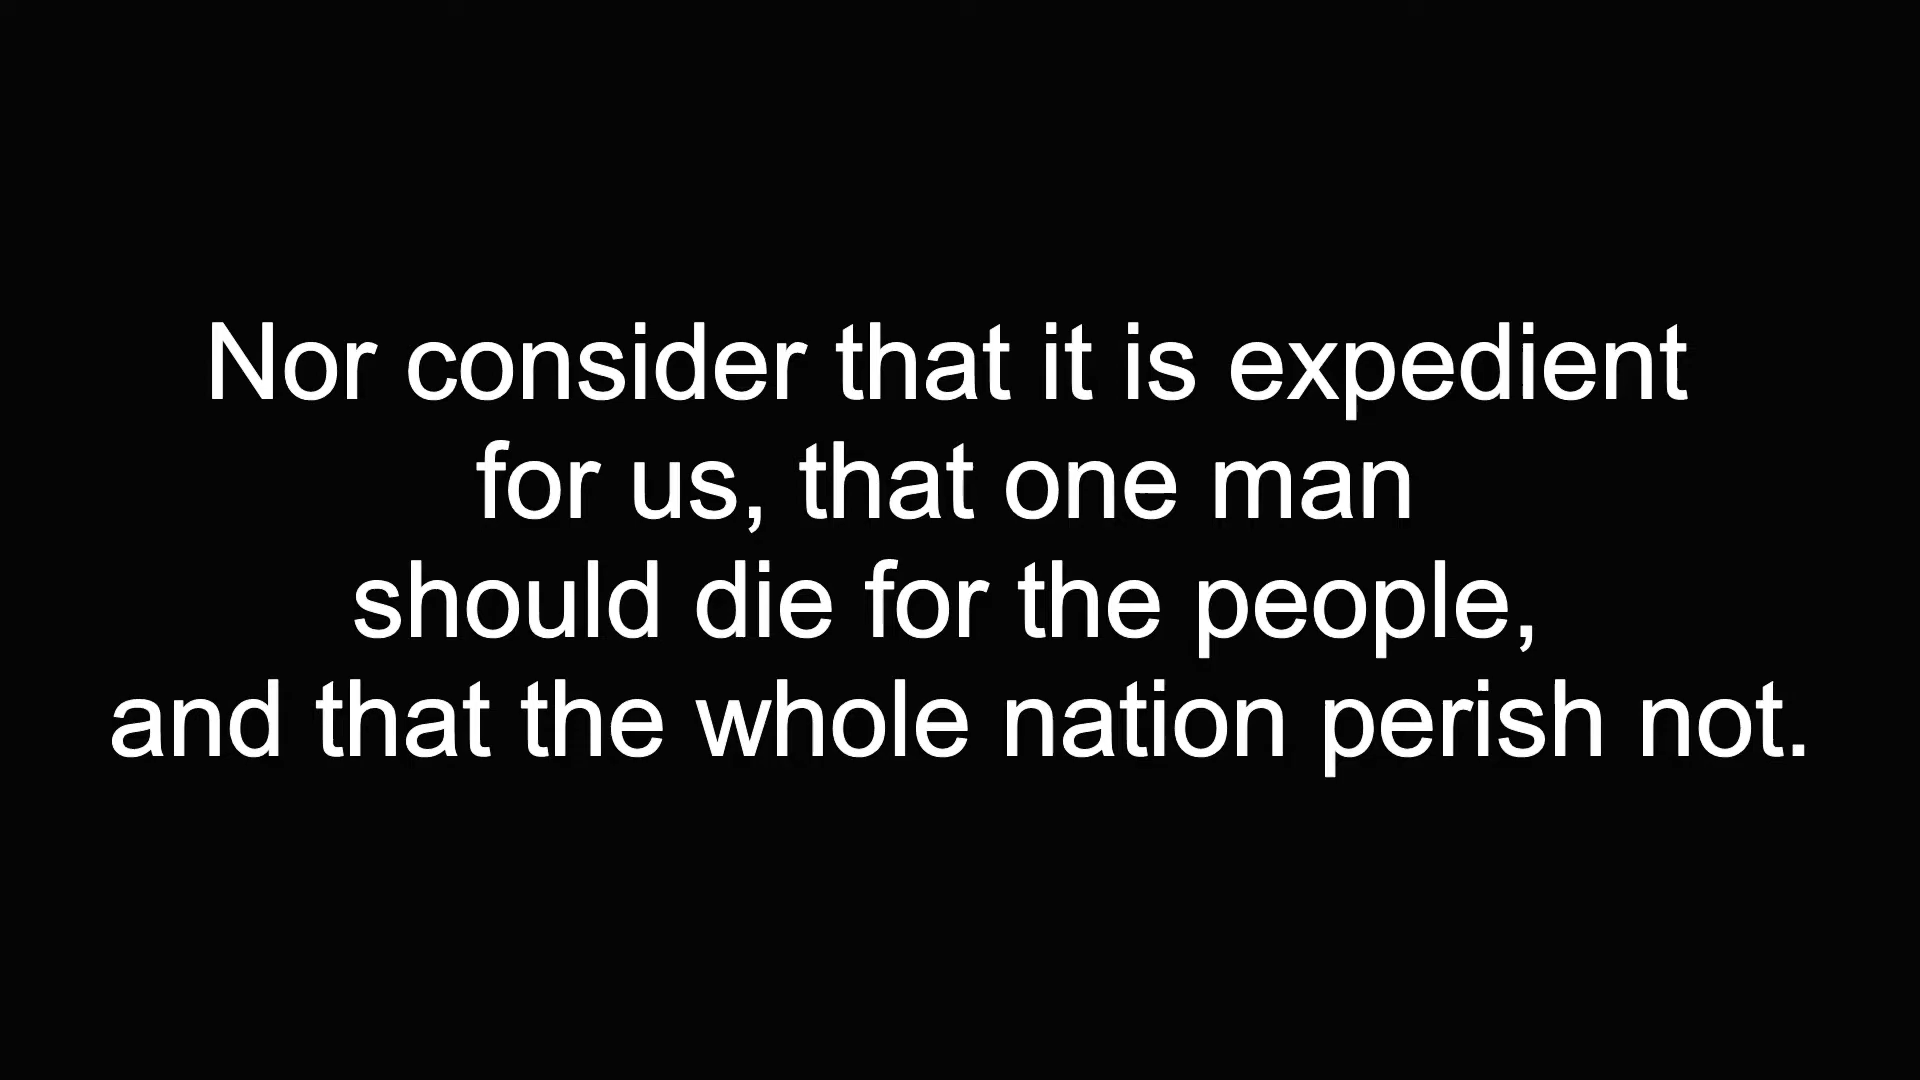 Nor consider that it is expedient
for us, that one man
should die for the people,
and that the whole nation perish not.